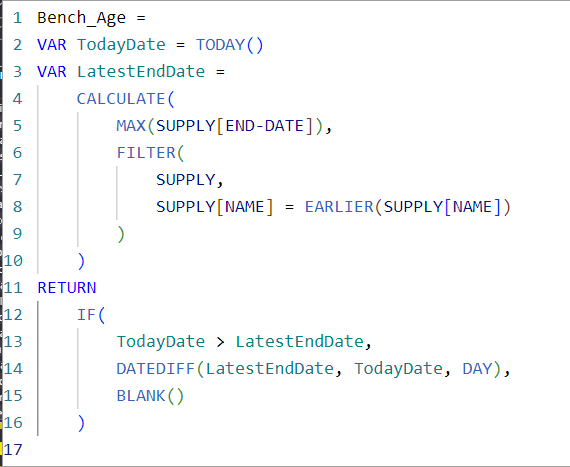 1 Bench_Age =
2 VAR TodayDate = TODAY()
3 VAR LatestEndDate =
4     CALCULATE(
5         MAX(SUPPLY[END-DATE]),
6         FILTER(
7             SUPPLY,
8             SUPPLY[NAME] = EARLIER(SUPPLY[NAME])
9         )
10     )
11 RETURN
12     IF(
13         TodayDate > LatestEndDate,
14         DATEDIFF(LatestEndDate, TodayDate, DAY),
15         BLANK()
16     )
17